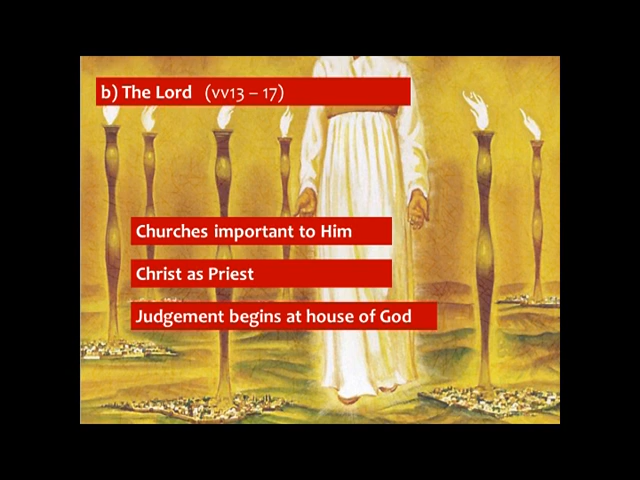 b) The Lord (vv13 – 17)
Churches important to Him
Christ as Priest
Judgement begins at house of God